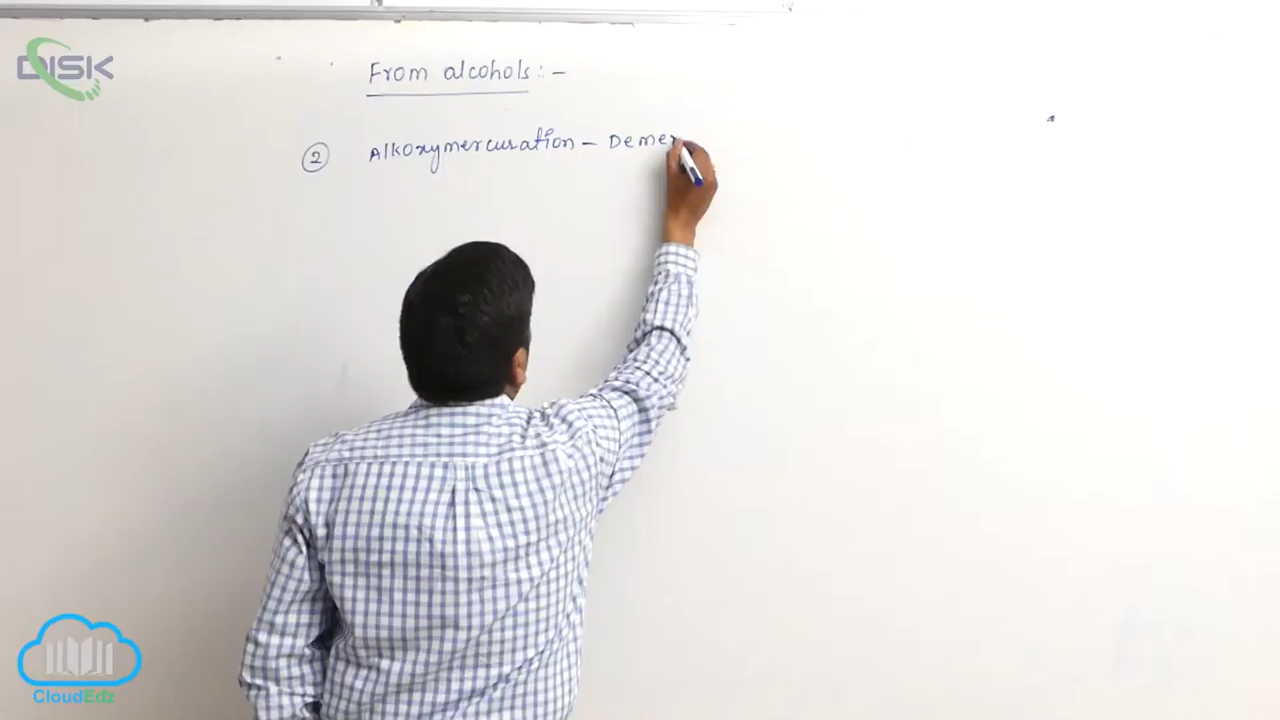 DISK
From alcohols :-
2 Alkoxymercuration - Demer
CloudEdz